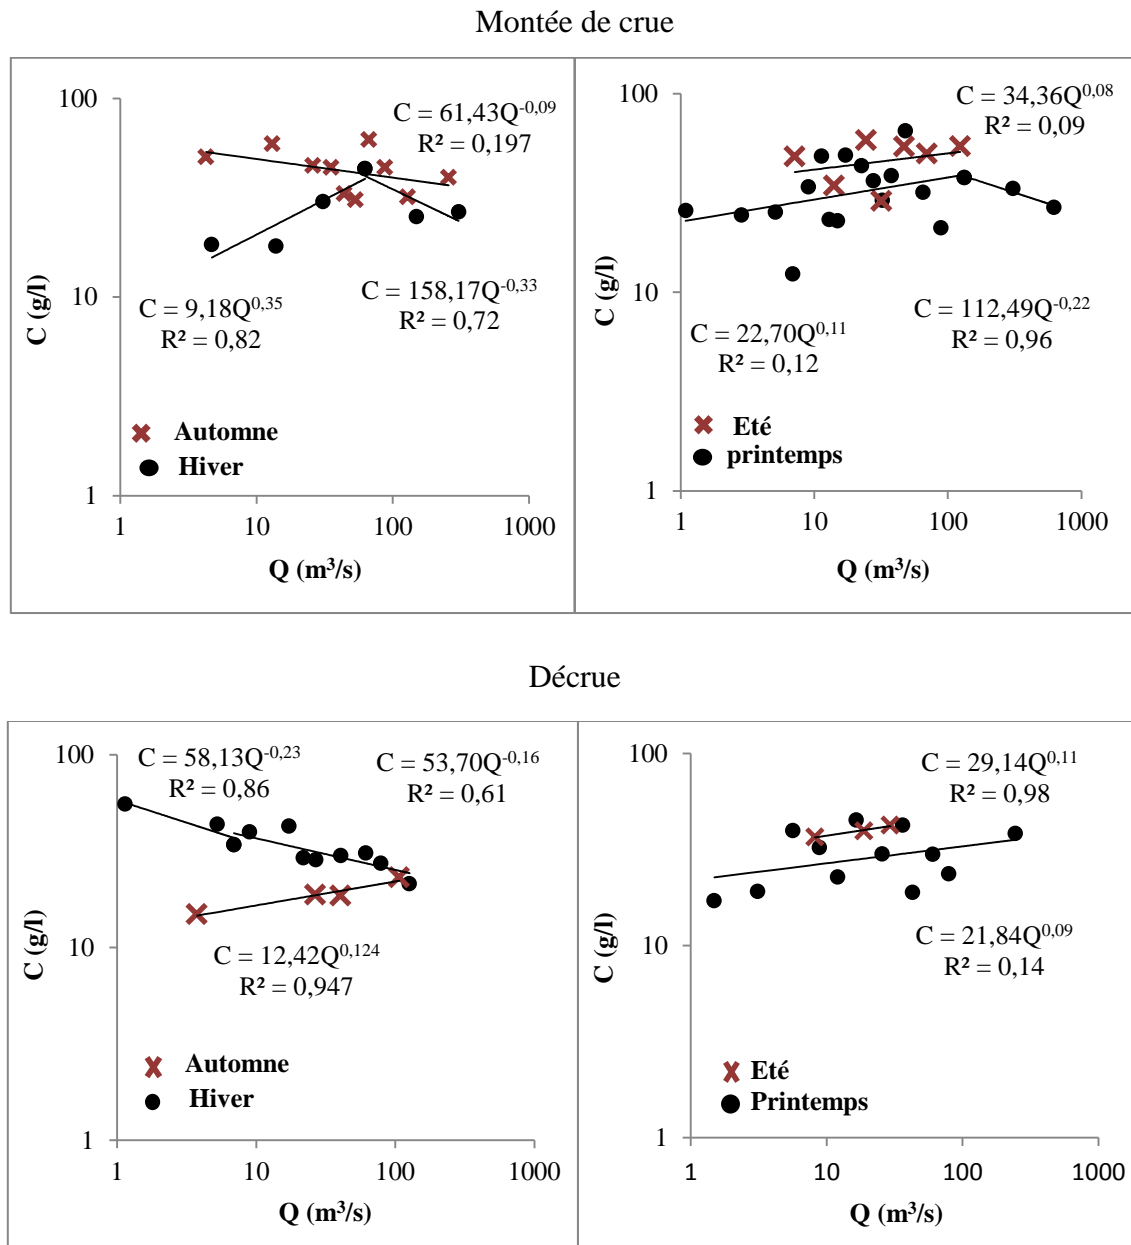 Montée de crue
100
C = 61,43Q-0,09
R² = 0,197
10
C = 9,18Q0,35
R² = 0,82
C = 158,17Q-0,33
R² = 0,72
C (g/l)
Automne
Hiver
1
1 10 100 1000
Q (m³/s)
100
C = 34,36Q0,08
R² = 0,09
10
C = 22,70Q0,11
R² = 0,12
C = 112,49Q-0,22
R² = 0,96
C (g/l)
Eté
printemps
1
1 10 100 1000
Q (m³/s)
Décrue
100
C = 58,13Q-0,23
R² = 0,86
C = 53,70Q-0,16
R² = 0,61
10
C = 12,42Q0,124
R² = 0,947
C (g/l)
Automne
Hiver
1
1 10 100 1000
Q (m³/s)
100
C = 29,14Q0,11
R² = 0,98
10
C = 21,84Q0,09
R² = 0,14
C (g/l)
Eté
Printemps
1
1 10 100 1000
Q (m³/s)